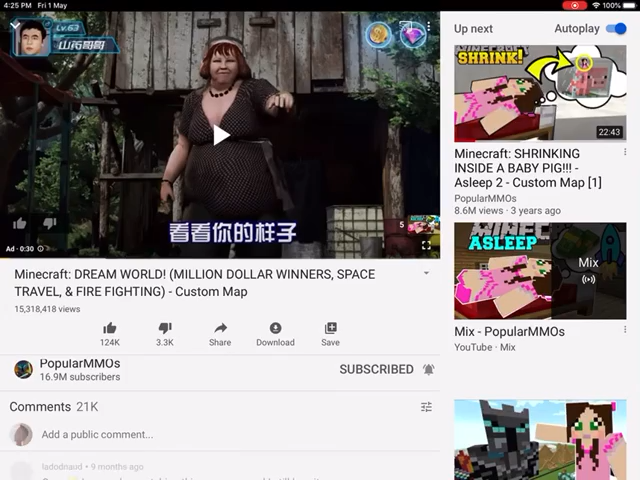 4:25 PM Fri 1 May
100%
Lv.63
看看你的样子
5
Ad · 0:30
Up next
Autoplay
MINECRAFT
SHRINK!
22:43
Minecraft: SHRINKING
INSIDE A BABY PIG!!! -
Asleep 2 - Custom Map [1]
PopularMMOs
8.6M views · 3 years ago
MINECRAFT
ASLEEP
Mix
Mix - PopularMMOs
YouTube · Mix
Minecraft: DREAM WORLD! (MILLION DOLLAR WINNERS, SPACE
TRAVEL, & FIRE FIGHTING) - Custom Map
15,318,418 views
124K
3.3K
Share
Download
Save
PopularMMOs
16.9M subscribers
SUBSCRIBED
Comments 21K
Add a public comment...
ladodnaud • 9 months ago